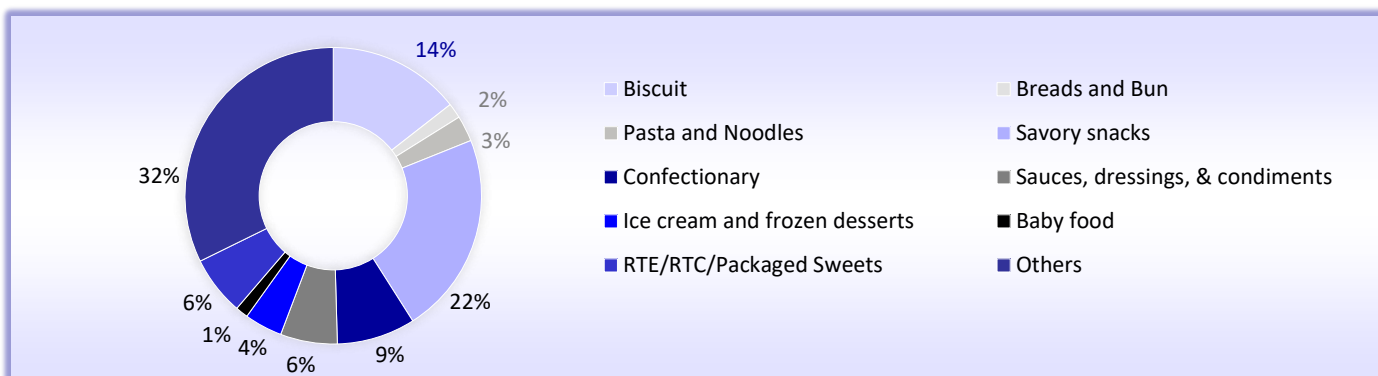 14%
2%
3%
22%
9%
6%
4%
1%
6%
32%
Biscuit
Breads and Bun
Pasta and Noodles
Savory snacks
Confectionary
Sauces, dressings, & condiments
Ice cream and frozen desserts
Baby food
RTE/RTC/Packaged Sweets
Others